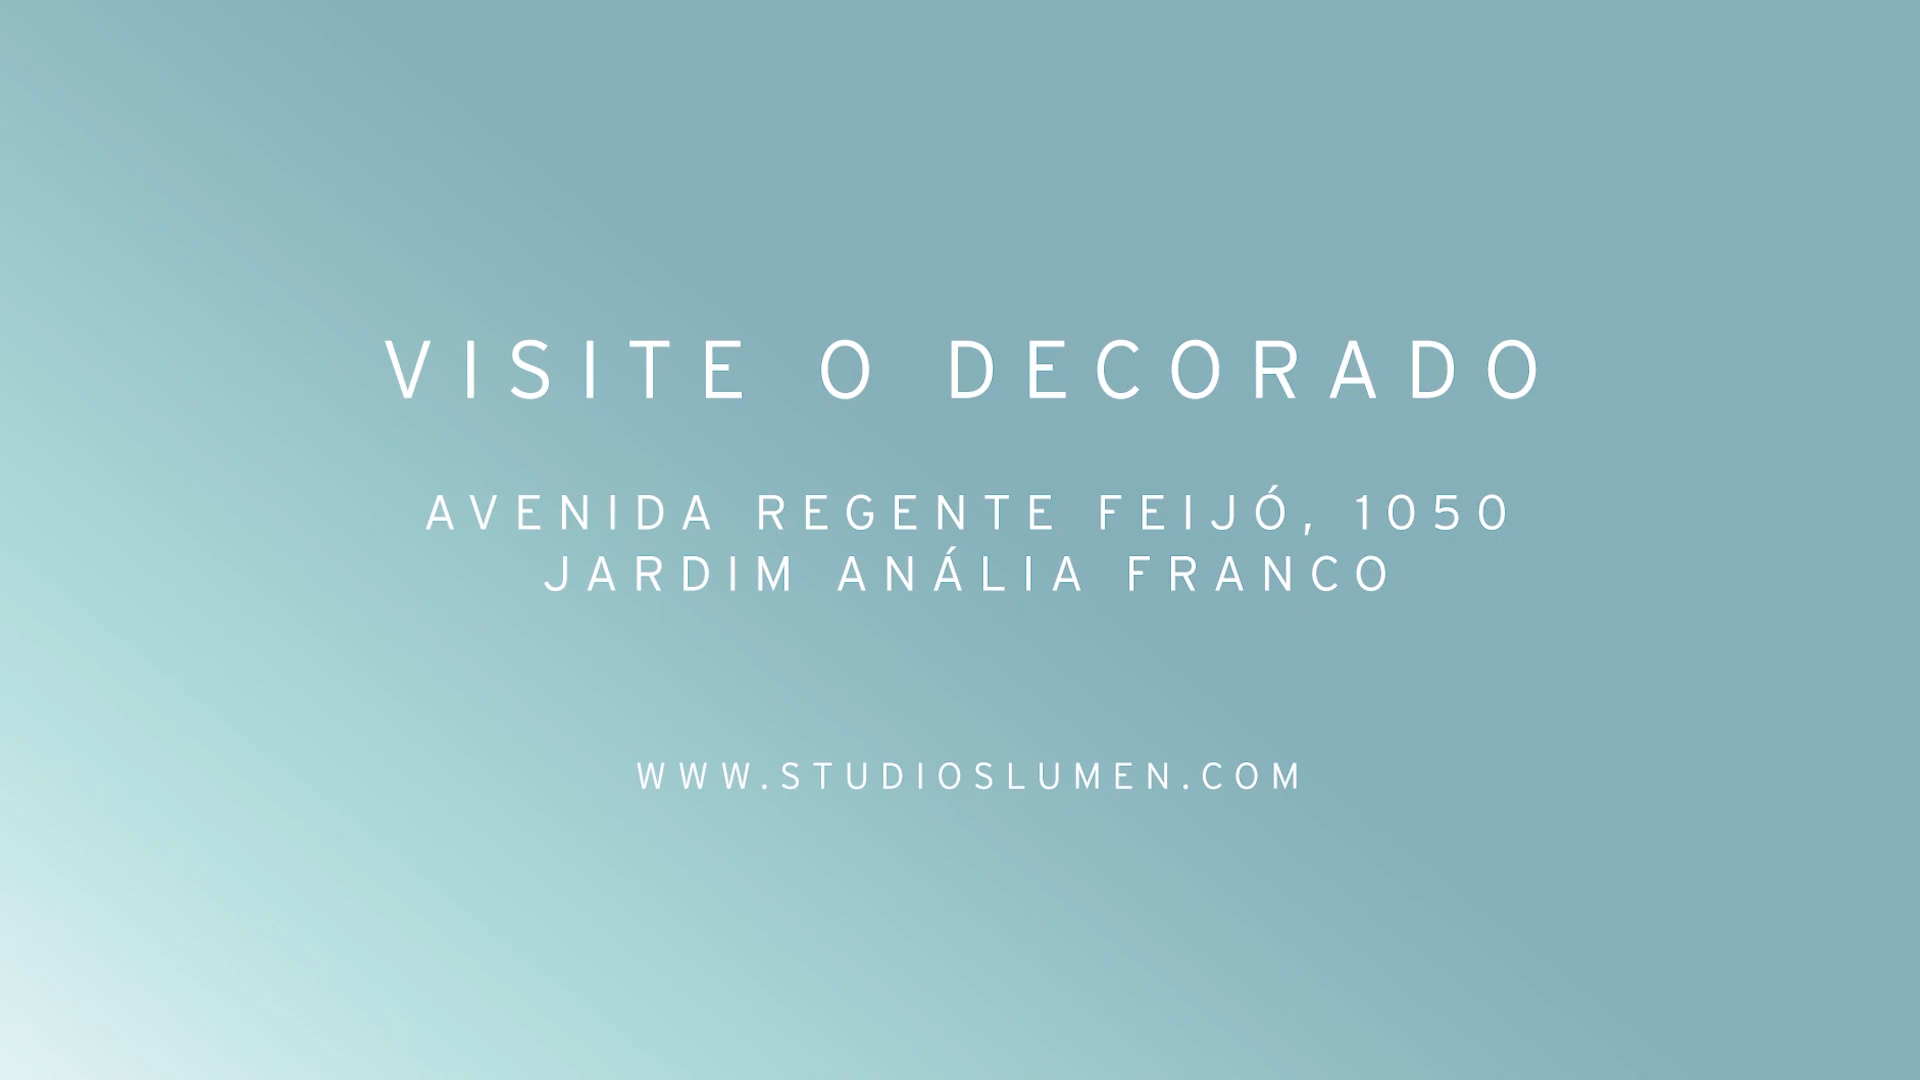 VISITE O DECORADO
AVENIDA REGENTE FEIJÓ, 1050
JARDIM ANÁLIA FRANCO
WWW.STUDIOSLUMEN.COM